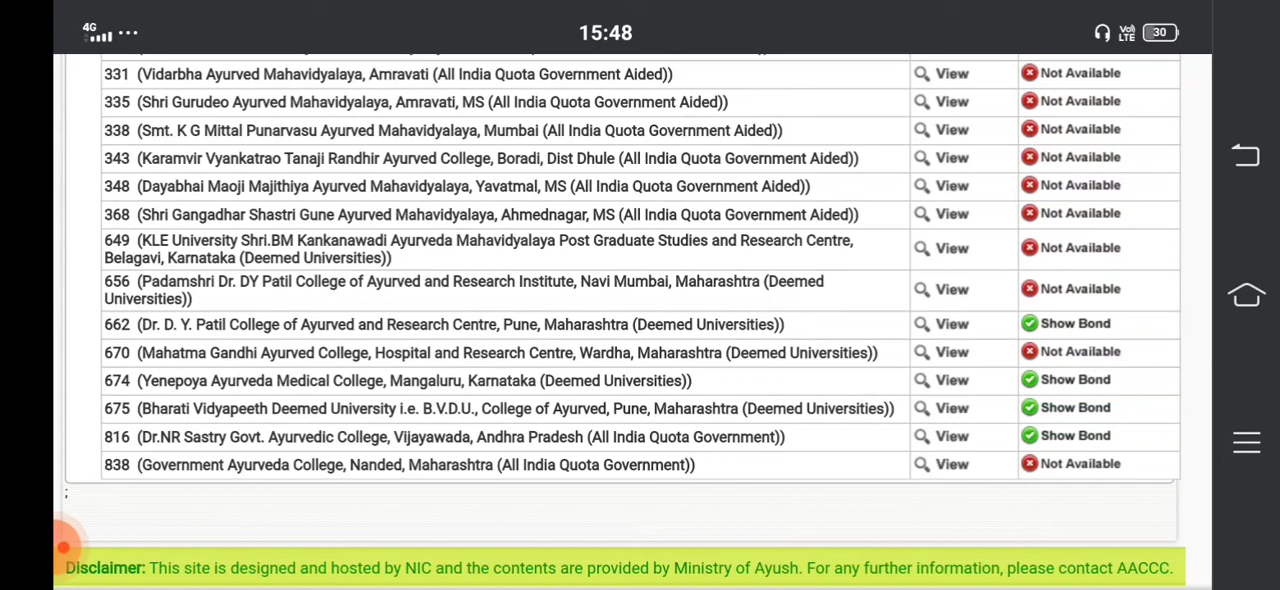 4G 15:48 Vo) LTE 30
331 (Vidarbha Ayurved Mahavidyalaya, Amravati (All India Quota Government Aided)) View Not Available
335 (Shri Gurudeo Ayurved Mahavidyalaya, Amravati, MS (All India Quota Government Aided)) View Not Available
338 (Smt. K G Mittal Punarvasu Ayurved Mahavidyalaya, Mumbai (All India Quota Government Aided)) View Not Available
343 (Karamvir Vyankatrao Tanaji Randhir Ayurved College, Boradi, Dist Dhule (All India Quota Government Aided)) View Not Available
348 (Dayabhai Maoji Majithiya Ayurved Mahavidyalaya, Yavatmal, MS (All India Quota Government Aided)) View Not Available
368 (Shri Gangadhar Shastri Gune Ayurved Mahavidyalaya, Ahmednagar, MS (All India Quota Government Aided)) View Not Available
649 (KLE University Shri.BM Kankanawadi Ayurveda Mahavidyalaya Post Graduate Studies and Research Centre,
Belagavi, Karnataka (Deemed Universities)) View Not Available
656 (Padamshri Dr. DY Patil College of Ayurved and Research Institute, Navi Mumbai, Maharashtra (Deemed
Universities)) View Not Available
662 (Dr. D. Y. Patil College of Ayurved and Research Centre, Pune, Maharashtra (Deemed Universities)) View Show Bond
670 (Mahatma Gandhi Ayurved College, Hospital and Research Centre, Wardha, Maharashtra (Deemed Universities)) View Not Available
674 (Yenepoya Ayurveda Medical College, Mangaluru, Karnataka (Deemed Universities)) View Show Bond
675 (Bharati Vidyapeeth Deemed University i.e. B.V.D.U., College of Ayurved, Pune, Maharashtra (Deemed Universities)) View Show Bond
816 (Dr.NR Sastry Govt. Ayurvedic College, Vijayawada, Andhra Pradesh (All India Quota Government)) View Show Bond
838 (Government Ayurveda College, Nanded, Maharashtra (All India Quota Government)) View Not Available
;
Disclaimer: This site is designed and hosted by NIC and the contents are provided by Ministry of Ayush. For any further information, please contact AACCC.